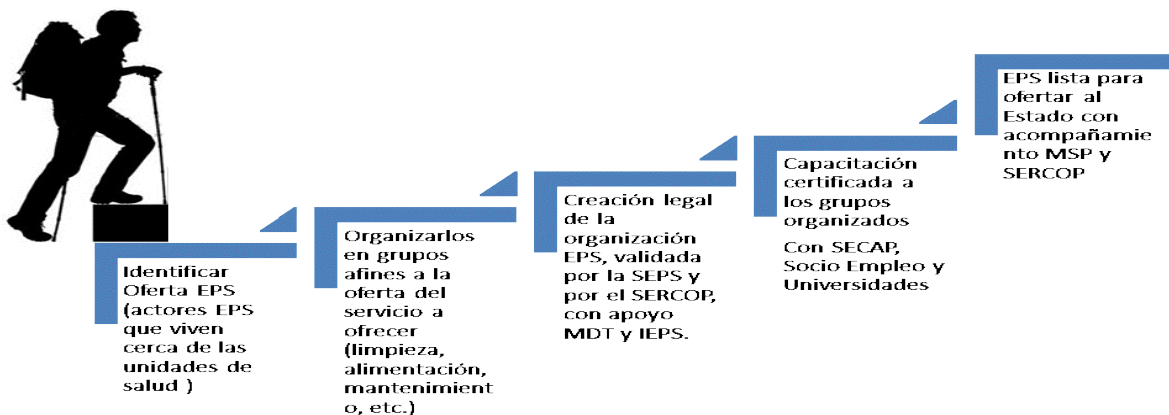 Identificar
Oferta EPS
(actores EPS
que viven
cerca de las
unidades de
salud )
Organizarlos
en grupos
afines a la
oferta del
servicio a
ofrecer
(limpieza,
alimentación,
mantenimient
o, etc.)
Creación legal
de la
organización
EPS, validada
por la SEPS y
por el SERCOP,
con apoyo
MDT y IEPS.
Capacitación
certificada a
los grupos
organizados
Con SECAP,
Socio Empleo y
Universidades
EPS lista para
ofertar al
Estado con
acompañamie
nto MSP y
SERCOP